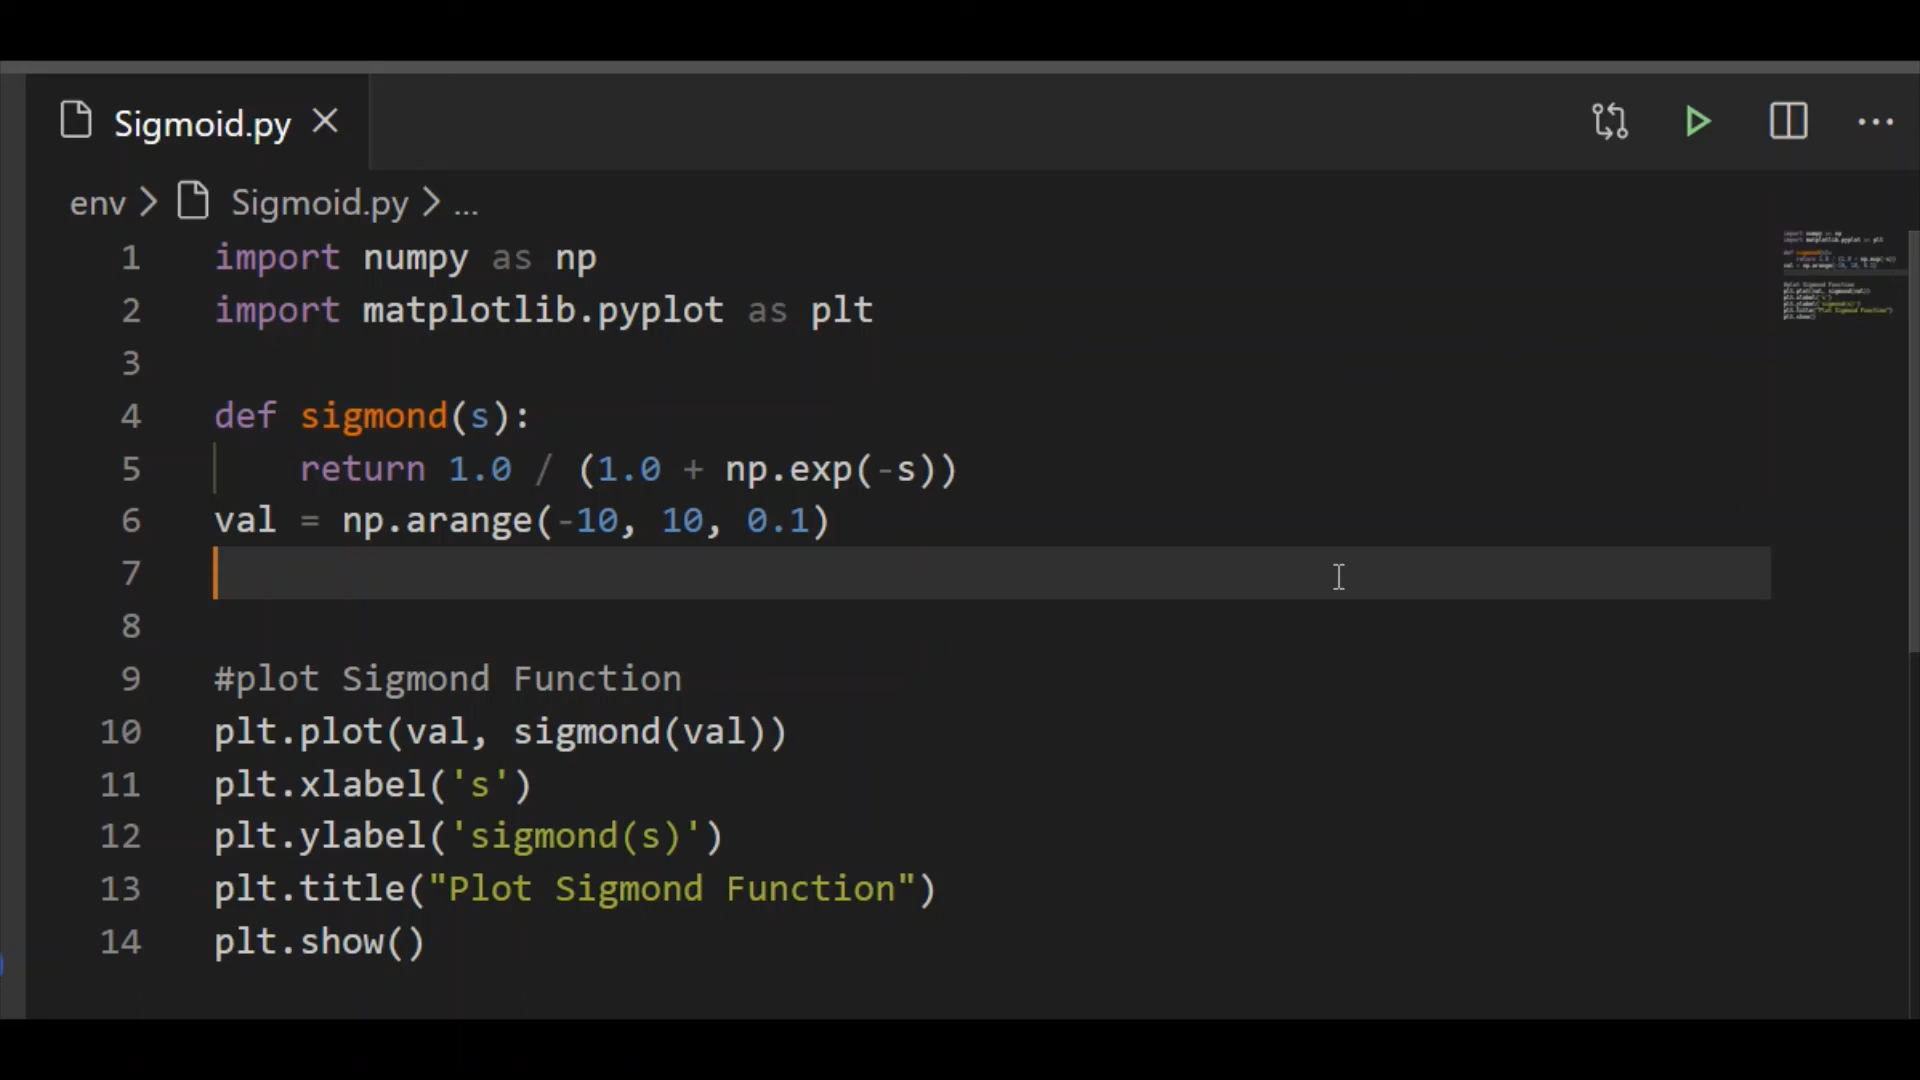 Sigmoid.py
env > Sigmoid.py > ...
1 import numpy as np
2 import matplotlib.pyplot as plt
3
4 def sigmond(s):
5     return 1.0 / (1.0 + np.exp(-s))
6 val = np.arange(-10, 10, 0.1)
7
8
9 #plot Sigmond Function
10 plt.plot(val, sigmond(val))
11 plt.xlabel('s')
12 plt.ylabel('sigmond(s)')
13 plt.title("Plot Sigmond Function")
14 plt.show()